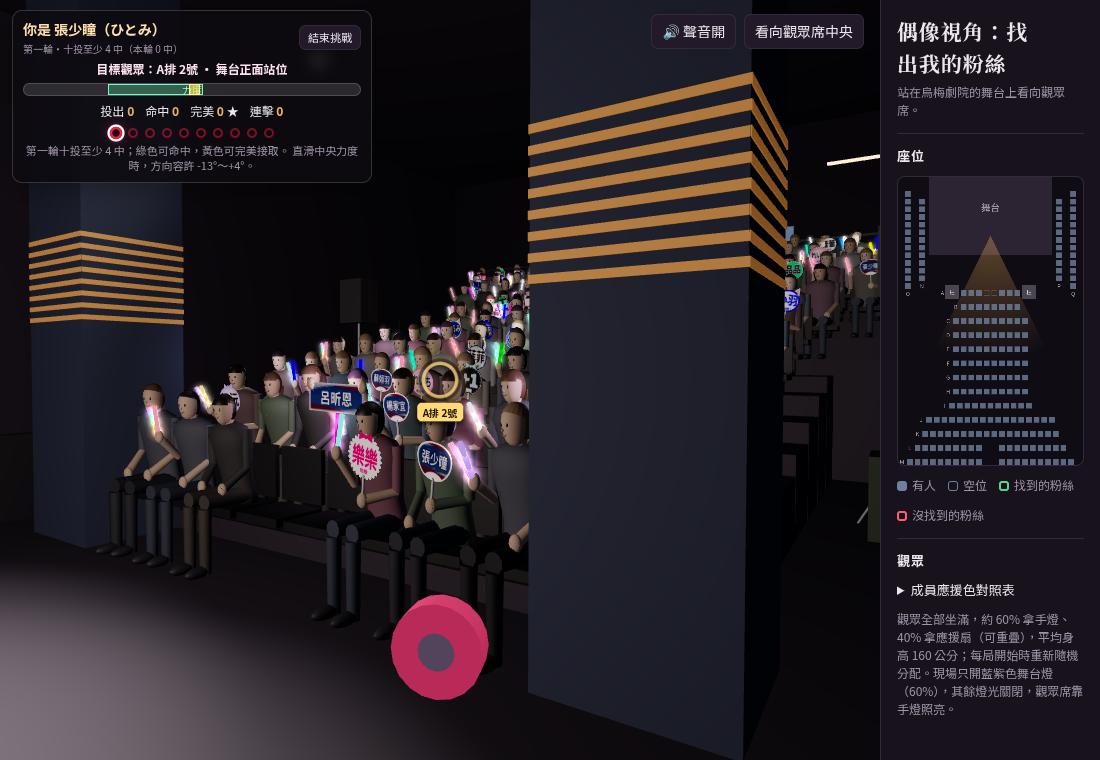 你是 張少瞳（ひとみ）
第一輪・十投至少 4 中（本輪 0 中）
結束挑戰
目標觀眾：A排 2號 ・ 舞台正面站位
投出 0 命中 0 完美 0 ★ 連擊 0
第一輪十投至少 4 中；綠色可命中，黃色可完美接取。 直滑中央力度
時，方向容許 -13°～+4°。
🔊 聲音開
看向觀眾席中央
呂昕恩
楊家宜
A排 2號
樂樂
張少瞳
偶像視角：找
出我的粉絲
站在烏梅劇院的舞台上看向觀眾
席。
座位
舞台
有人
空位
找到的粉絲
沒找到的粉絲
觀眾
▶ 成員應援色對照表
觀眾全部坐滿，約 60% 拿手燈、
40% 拿應援扇（可重疊），平均身
高 160 公分；每局開始時重新隨機
分配。現場只開藍紫色舞台燈
（60%），其餘燈光關閉，觀眾席靠
手燈照亮。